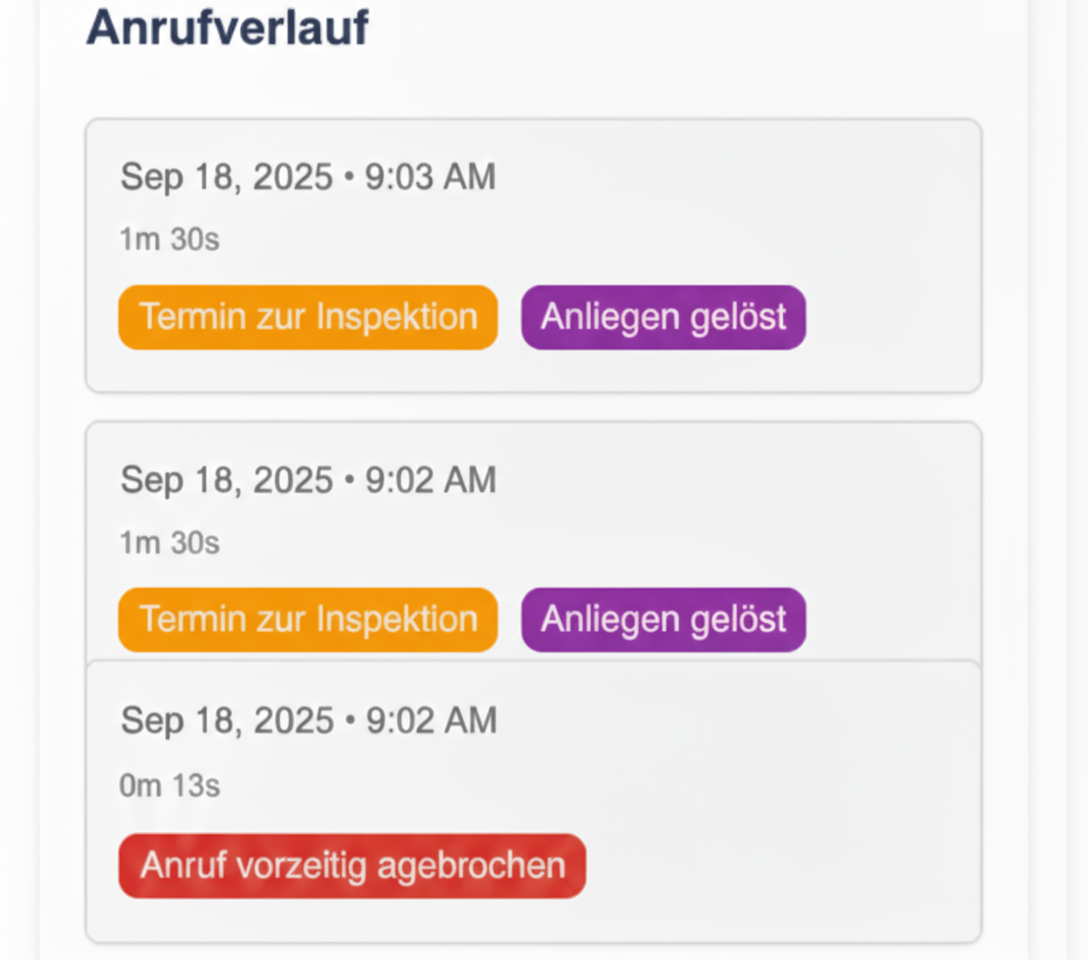 Anrufverlauf
Sep 18, 2025 • 9:03 AM
1m 30s
Termin zur Inspektion Anliegen gelöst
Sep 18, 2025 • 9:02 AM
1m 30s
Termin zur Inspektion Anliegen gelöst
Sep 18, 2025 • 9:02 AM
0m 13s
Anruf vorzeitig agebrochen